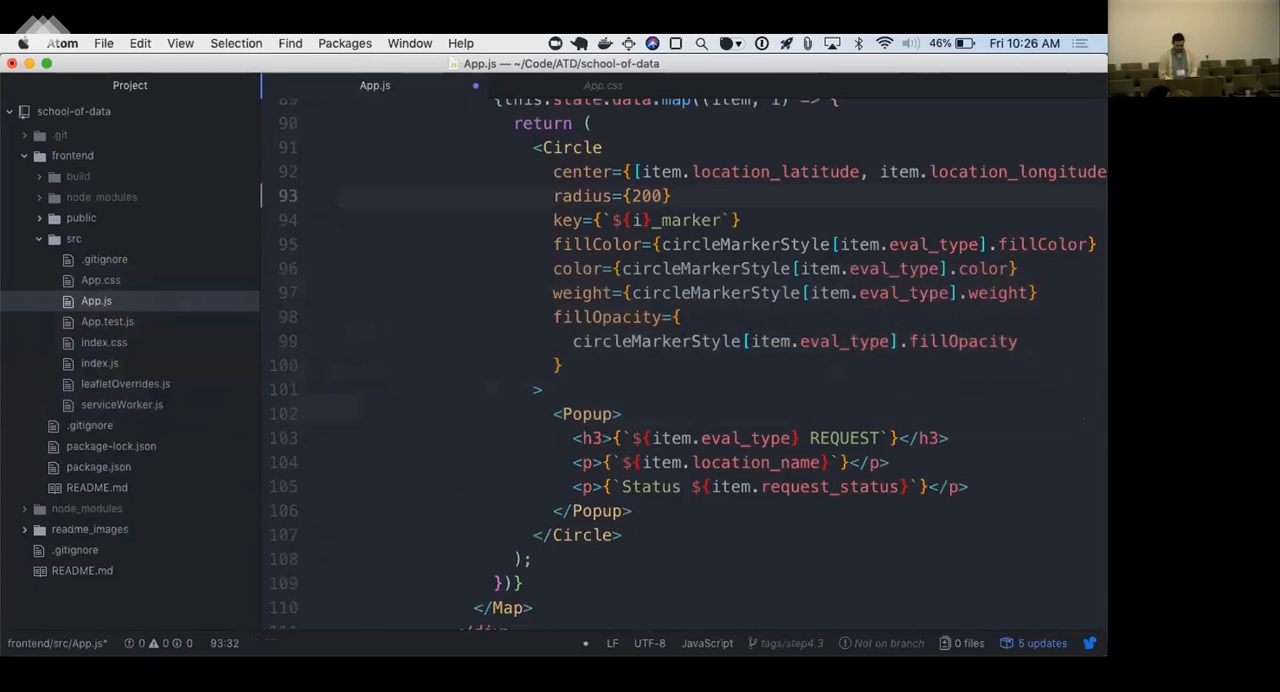 Atom File Edit View Selection Find Packages Window Help 46% Fri 10:26 AM
App.js — ~/Code/ATD/school-of-data
Project
App.js
App.css
school-of-data
.git
frontend
build
node_modules
public
src
.gitignore
App.css
App.js
App.test.js
index.css
index.js
leafletOverrides.js
serviceWorker.js
.gitignore
package-lock.json
package.json
README.md
node_modules
readme_images
.gitignore
README.md
89 {this.state.data.map((item, i) => {
90 return (
91 <Circle
92 center={[item.location_latitude, item.location_longitude
93 radius={200}
94 key={`${i}_marker`}
95 fillColor={circleMarkerStyle[item.eval_type].fillColor}
96 color={circleMarkerStyle[item.eval_type].color}
97 weight={circleMarkerStyle[item.eval_type].weight}
98 fillOpacity={
99 circleMarkerStyle[item.eval_type].fillOpacity
100 }
101 >
102 <Popup>
103 <h3>{`${item.eval_type} REQUEST`}</h3>
104 <p>{`${item.location_name}`}</p>
105 <p>{`Status ${item.request_status}`}</p>
106 </Popup>
107 </Circle>
108 );
109 })}
110 </Map>
frontend/src/App.js* 0 0 0 93:32 LF UTF-8 JavaScript tags/step4.3 Not on branch 0 files 5 updates